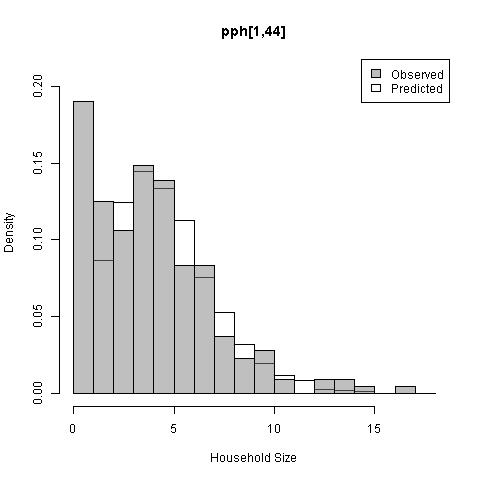 pph[1,44]
Observed
Predicted
0.20
0.15
0.10
0.05
0.00
Density
0 5 10 15
Household Size